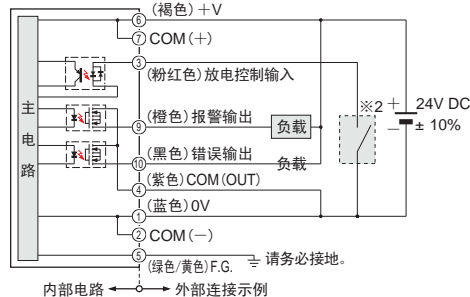 ⑥ (褐色)+V
⑦ COM(+)
③ (粉红色)放电控制输入
※2 + − 24V DC
± 10%
主电路
⑨ (橙色)报警输出 负载
⑩ (黑色)错误输出 负载
④ (紫色)COM(OUT)
① (蓝色)0V
② COM(−)
⑤ (绿色/黄色)F.G. 请务必接地。
内部电路 外部连接示例